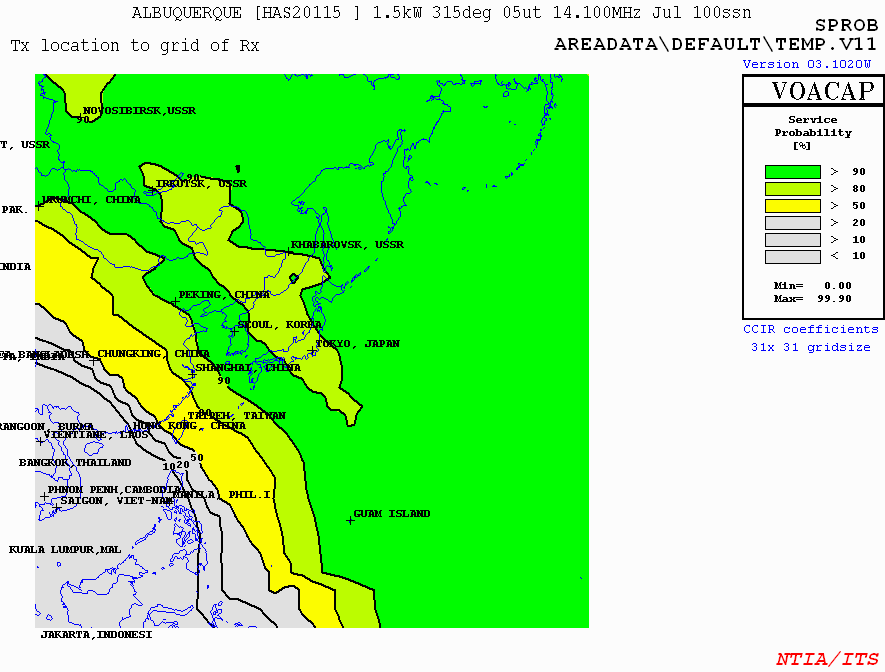 ALBUQUERQUE [HAS20115 ] 1.5kW 315deg 05ut 14.100MHz Jul 100ssn
SPROB
Tx location to grid of Rx
AREADATA\DEFAULT\TEMP.V11
Version 03.1020W
VOACAP
Service
Probability
[%]
> 90
> 80
> 50
> 20
> 10
< 10
Min= 0.00
Max= 99.90
CCIR coefficients
31x 31 gridsize
NOVOSIBIRSK,USSR
90
T, USSR
90
IRKUTSK, USSR
URUMCHI, CHINA
PAK.
KHABAROVSK, USSR
NDIA
PEKING, CHINA
SEOUL, KOREA
TOKYO, JAPAN
CHUNGKING, CHINA
SHANGHAI, CHINA
90
TAIPEH, TAIWAN
RANGOON, BURMA
HONG KONG, CHINA
VIENTIANE, LAOS
50
BANGKOK,THAILAND
10
20
PHNOM PENH,CAMBODIA
MANILA, PHIL.I
SAIGON, VIET-NAM
GUAM ISLAND
KUALA LUMPUR,MAL
JAKARTA,INDONESI
NTIA/ITS